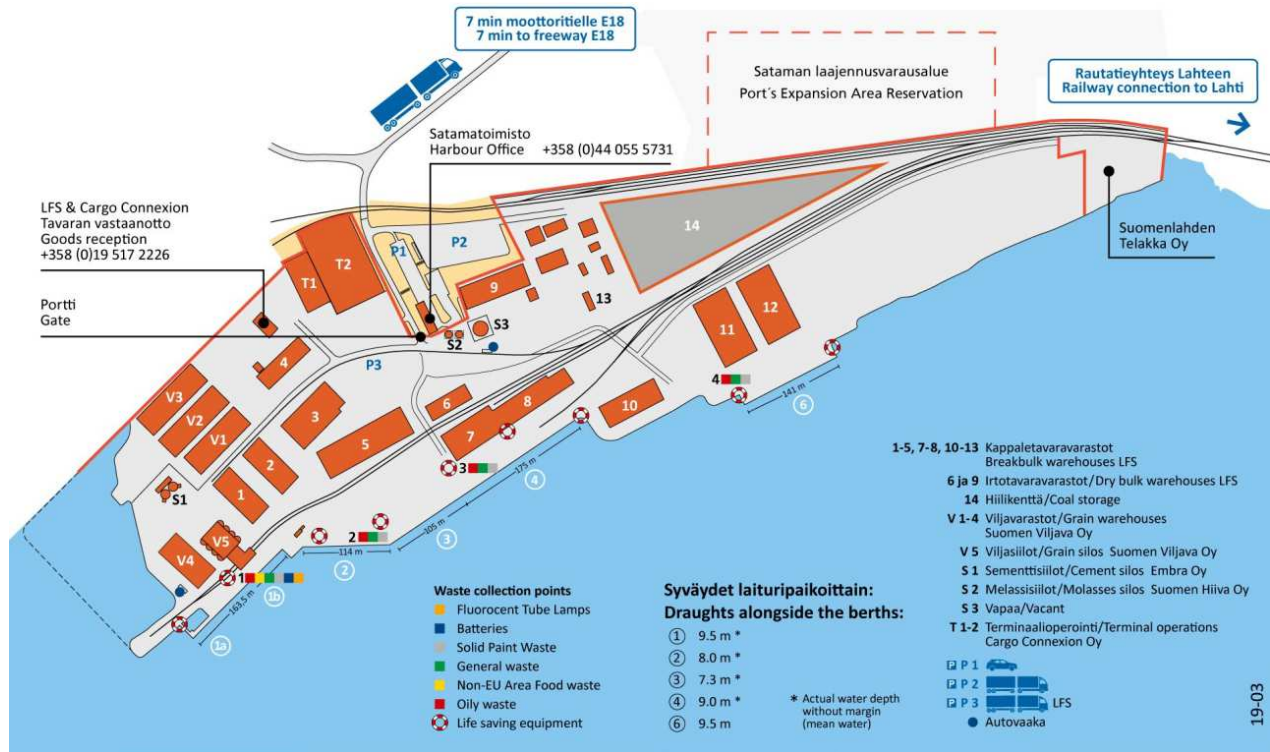 7 min moottoritielle E18
7 min to freeway E18
Sataman laajennusvarausalue
Port´s Expansion Area Reservation
Rautatieyhteys Lahteen
Railway connection to Lahti
Satamatoimisto
Harbour Office +358 (0)44 055 5731
LFS & Cargo Connexion
Tavaran vastaanotto
Goods reception
+358 (0)19 517 2226
Portti
Gate
Suomenlahden
Telakka Oy
T1
T2
P1
P2
14
9
13
S3
S2
12
11
P3
4
V3
V2
V1
3
6
8
7
10
5
2
1
S1
V5
V4
4
141 m
6
3
175 m
4
105 m
3
2
114 m
2
1
163,5 m
1b
1a
Waste collection points
Fluorocent Tube Lamps
Batteries
Solid Paint Waste
General waste
Non-EU Area Food waste
Oily waste
Life saving equipment
Syväydet laituripaikoittain:
Draughts alongside the berths:
1 9.5 m *
2 8.0 m *
3 7.3 m *
4 9.0 m *
6 9.5 m
* Actual water depth
without margin
(mean water)
1-5, 7-8, 10-13 Kappaletavaravarastot
Breakbulk warehouses LFS
6 ja 9 Irtotavaravarastot/Dry bulk warehouses LFS
14 Hiilikenttä/Coal storage
V 1-4 Viljavarastot/Grain warehouses
Suomen Viljava Oy
V 5 Viljasiilot/Grain silos Suomen Viljava Oy
S 1 Sementtisiilot/Cement silos Embra Oy
S 2 Melassisiilot/Molasses silos Suomen Hiiva Oy
S 3 Vapaa/Vacant
T 1-2 Terminaalioperointi/Terminal operations
Cargo Connexion Oy
P P 1
P P 2
P P 3 LFS
Autovaaka
19-03